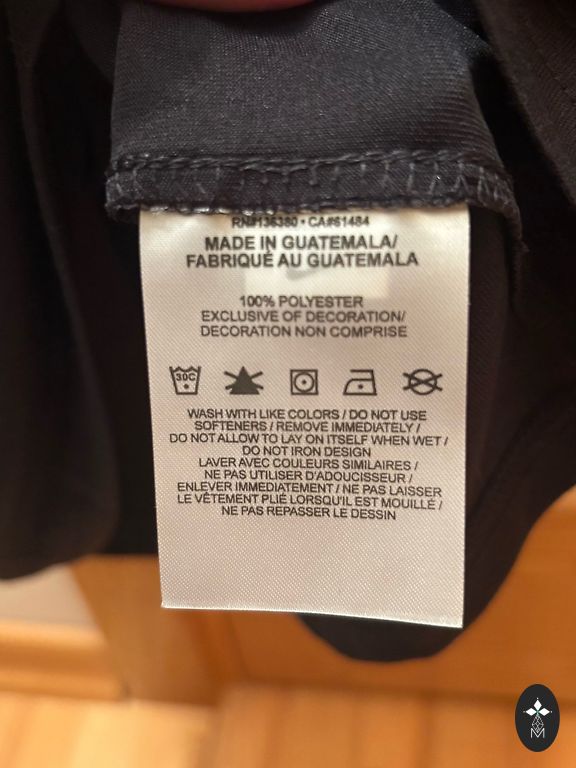 RN#136380 • CA#61484
MADE IN GUATEMALA/
FABRIQUÉ AU GUATEMALA
100% POLYESTER
EXCLUSIVE OF DECORATION/
DECORATION NON COMPRISE
30C
WASH WITH LIKE COLORS / DO NOT USE
SOFTENERS / REMOVE IMMEDIATELY /
DO NOT ALLOW TO LAY ON ITSELF WHEN WET /
DO NOT IRON DESIGN
LAVER AVEC COULEURS SIMILAIRES /
NE PAS UTILISER D'ADOUCISSEUR /
ENLEVER IMMEDIATEMENT / NE PAS LAISSER
LE VÊTEMENT PLIÉ LORSQU'IL EST MOUILLÉ /
NE PAS REPASSER LE DESSIN
M